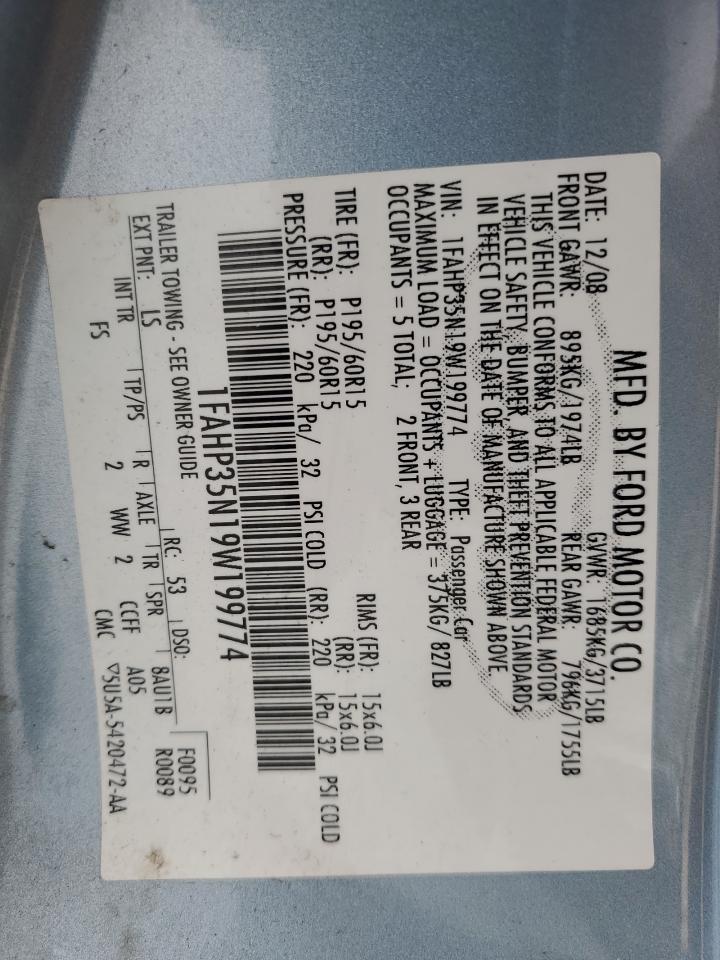 MFD. BY FORD MOTOR CO.
DATE: 12/08 GVWR: 1685KG/3715LB
FRONT GAWR: 895KG/1974LB REAR GAWR: 796KG/1755LB
THIS VEHICLE CONFORMS TO ALL APPLICABLE FEDERAL MOTOR
VEHICLE SAFETY, BUMPER, AND THEFT PREVENTION STANDARDS
IN EFFECT ON THE DATE OF MANUFACTURE SHOWN ABOVE.
VIN: 1FAHP35N19W199774 TYPE: Passenger Car
MAXIMUM LOAD = OCCUPANTS + LUGGAGE = 375KG/ 827LB
OCCUPANTS = 5 TOTAL; 2 FRONT, 3 REAR
TIRE (FR): P195/60R15 RIMS (FR): 15x6.0J
(RR): P195/60R15 (RR): 15x6.0J
PRESSURE (FR): 220 kPa/ 32 PSI COLD (RR): 220 kPa/ 32 PSI COLD
1FAHP35N19W199774
TRAILER TOWING - SEE OWNER GUIDE F0095
EXT PNT: LS RC: 53 DSO: R0089
INT TR TP/PS R AXLE TR SPR 8AU1B
FS 2 WW 2 CCFF A05
CMC ▽5U5A-5420472-AA